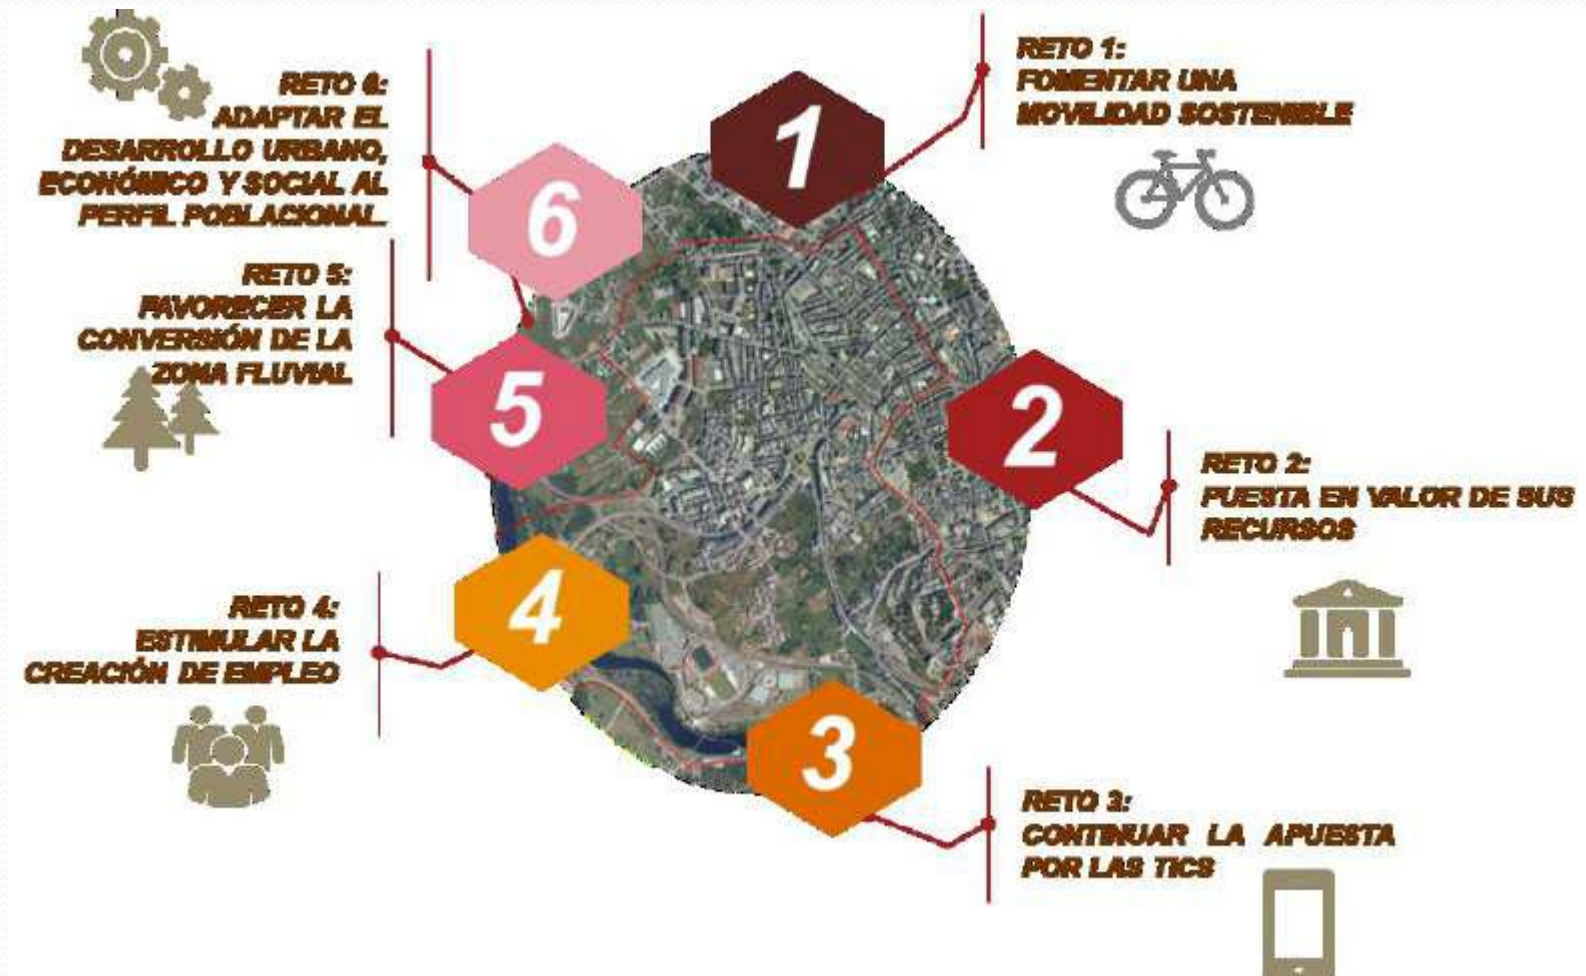 RETO 1:
FOMENTAR UNA
MOVILIDAD SOSTENIBLE
1
RETO 2:
PUESTA EN VALOR DE SUS
RECURSOS
2
RETO 3:
CONTINUAR LA APUESTA
POR LAS TICS
3
RETO 4:
ESTIMULAR LA
CREACIÓN DE EMPLEO
4
RETO 5:
FAVORECER LA
CONVERSIÓN DE LA
ZONA FLUVIAL
5
RETO 6:
ADAPTAR EL
DESARROLLO URBANO,
ECONÓMICO Y SOCIAL AL
PERFIL POBLACIONAL.
6